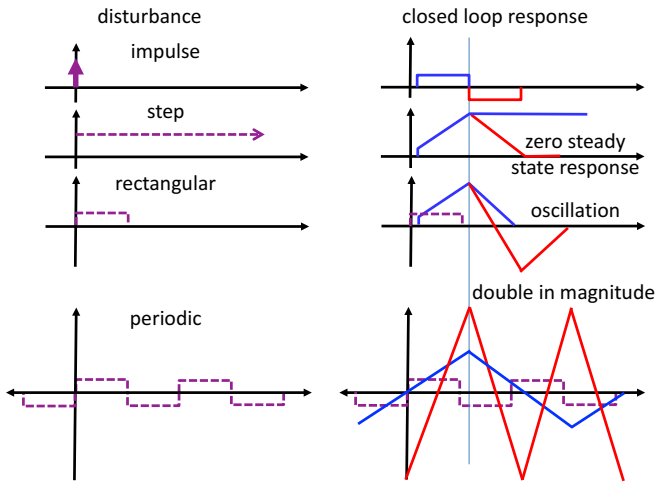 disturbance
closed loop response
impulse
step
zero steady
state response
rectangular
oscillation
double in magnitude
periodic